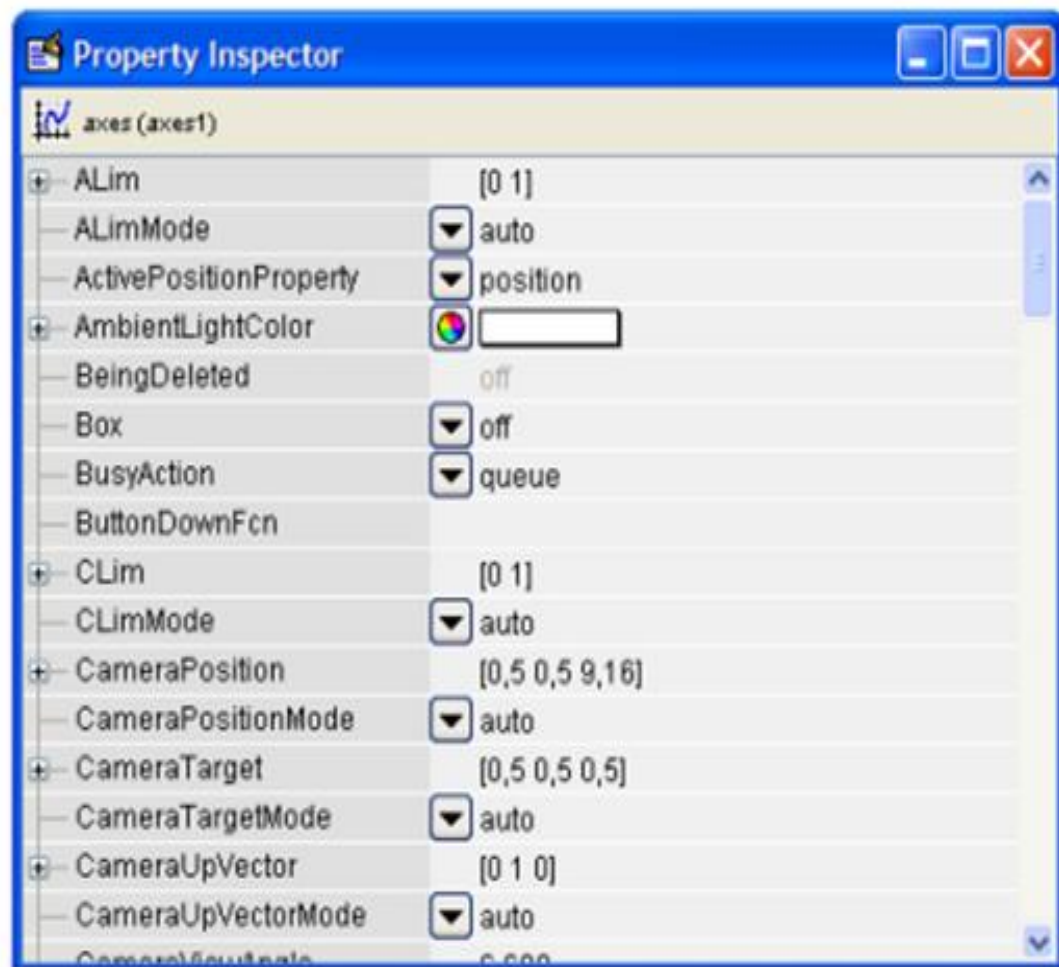 Property Inspector
axes (axes1)
ALim [0 1]
ALimMode auto
ActivePositionProperty position
AmbientLightColor
BeingDeleted off
Box off
BusyAction queue
ButtonDownFcn
CLim [0 1]
CLimMode auto
CameraPosition [0,5 0,5 9,16]
CameraPositionMode auto
CameraTarget [0,5 0,5 0,5]
CameraTargetMode auto
CameraUpVector [0 1 0]
CameraUpVectorMode auto
CameraViewAngle